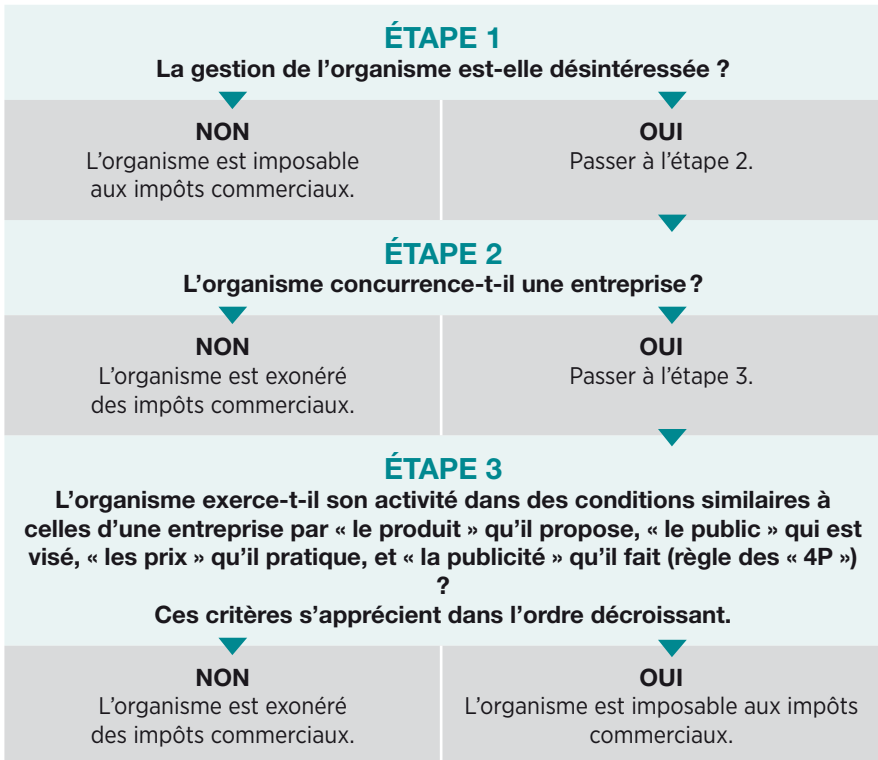 ÉTAPE 1
La gestion de l’organisme est-elle désintéressée ?
NON
L’organisme est imposable
aux impôts commerciaux.
OUI
Passer à l’étape 2.
ÉTAPE 2
L’organisme concurrence-t-il une entreprise ?
NON
L’organisme est exonéré
des impôts commerciaux.
OUI
Passer à l’étape 3.
ÉTAPE 3
L’organisme exerce-t-il son activité dans des conditions similaires à
celles d’une entreprise par « le produit » qu’il propose, « le public » qui est
visé, « les prix » qu’il pratique, et « la publicité » qu’il fait (règle des « 4P »)
?
Ces critères s’apprécient dans l’ordre décroissant.
NON
L’organisme est exonéré
des impôts commerciaux.
OUI
L’organisme est imposable aux impôts
commerciaux.